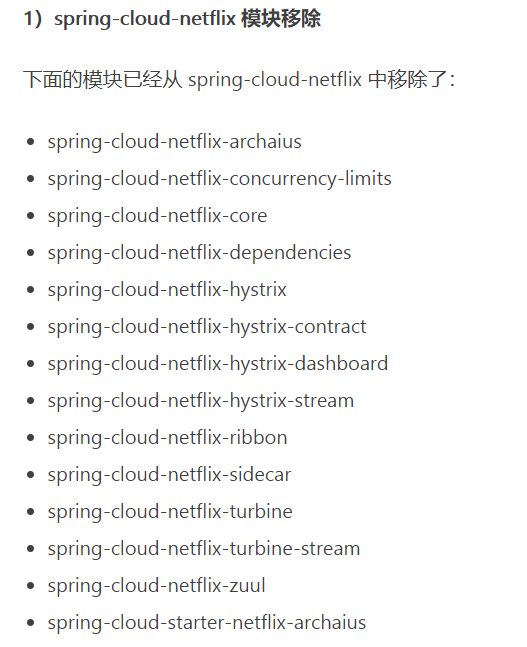 1）spring-cloud-netflix 模块移除
下面的模块已经从 spring-cloud-netflix 中移除了：
• spring-cloud-netflix-archaius
• spring-cloud-netflix-concurrency-limits
• spring-cloud-netflix-core
• spring-cloud-netflix-dependencies
• spring-cloud-netflix-hystrix
• spring-cloud-netflix-hystrix-contract
• spring-cloud-netflix-hystrix-dashboard
• spring-cloud-netflix-hystrix-stream
• spring-cloud-netflix-ribbon
• spring-cloud-netflix-sidecar
• spring-cloud-netflix-turbine
• spring-cloud-netflix-turbine-stream
• spring-cloud-netflix-zuul
• spring-cloud-starter-netflix-archaius